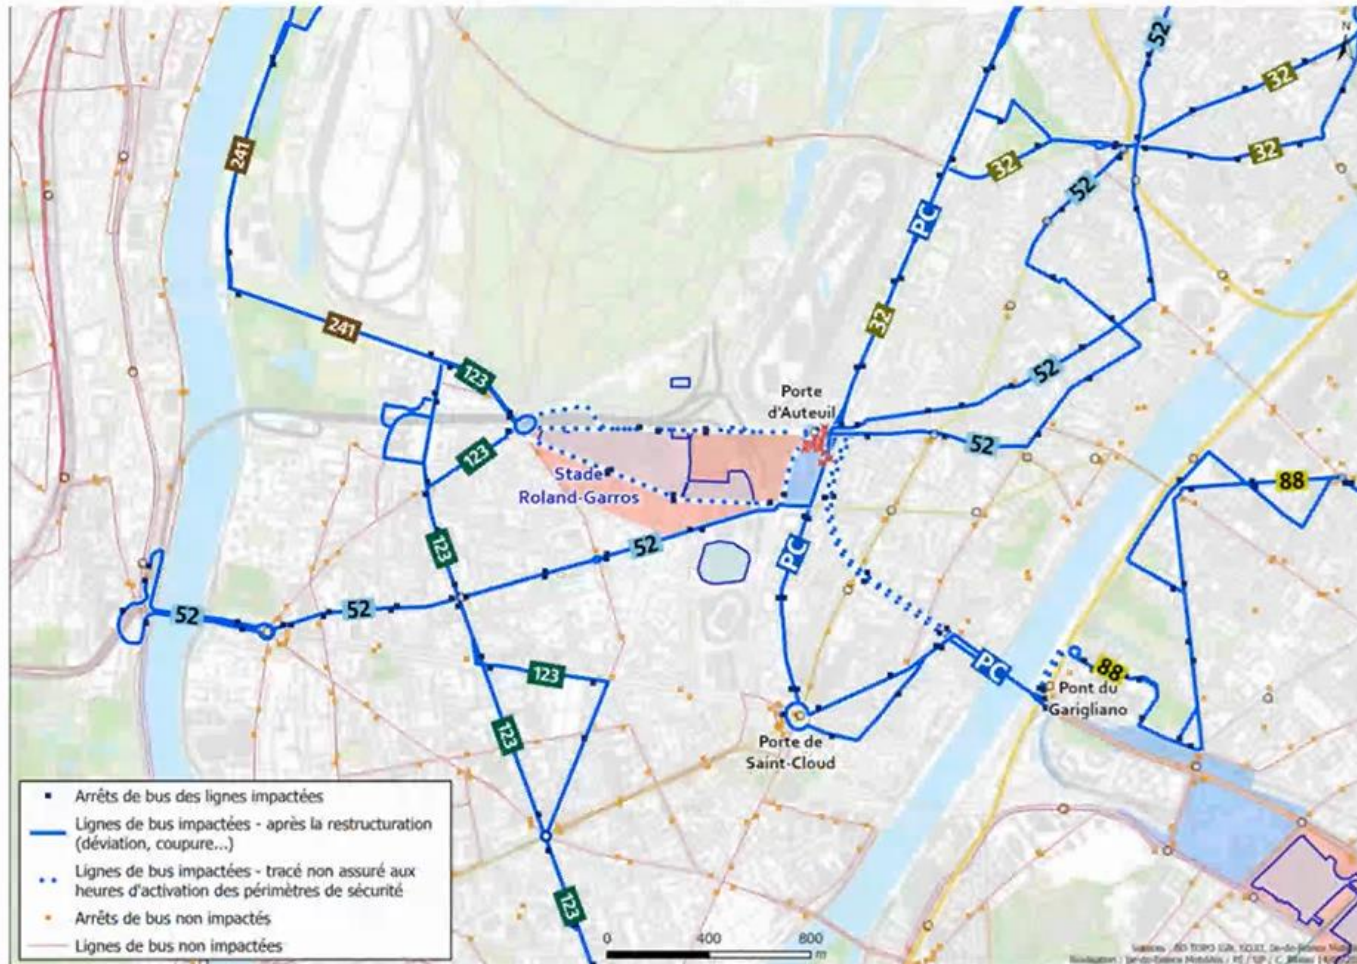 52
32
241
32
32
52
PC
241
32
123
52
Porte
d'Auteuil
123
52
Stade
Roland-Garros
88
123
52
PC
52
52
123
PC
88
Pont du
Garigliano
123
Porte de
Saint-Cloud
Arrêts de bus des lignes impactées
Lignes de bus impactées - après la restructuration
(déviation, coupure...)
Lignes de bus impactées - tracé non assuré aux
heures d'activation des périmètres de sécurité
Arrêts de bus non impactés
Lignes de bus non impactées
123
0 400 800
m